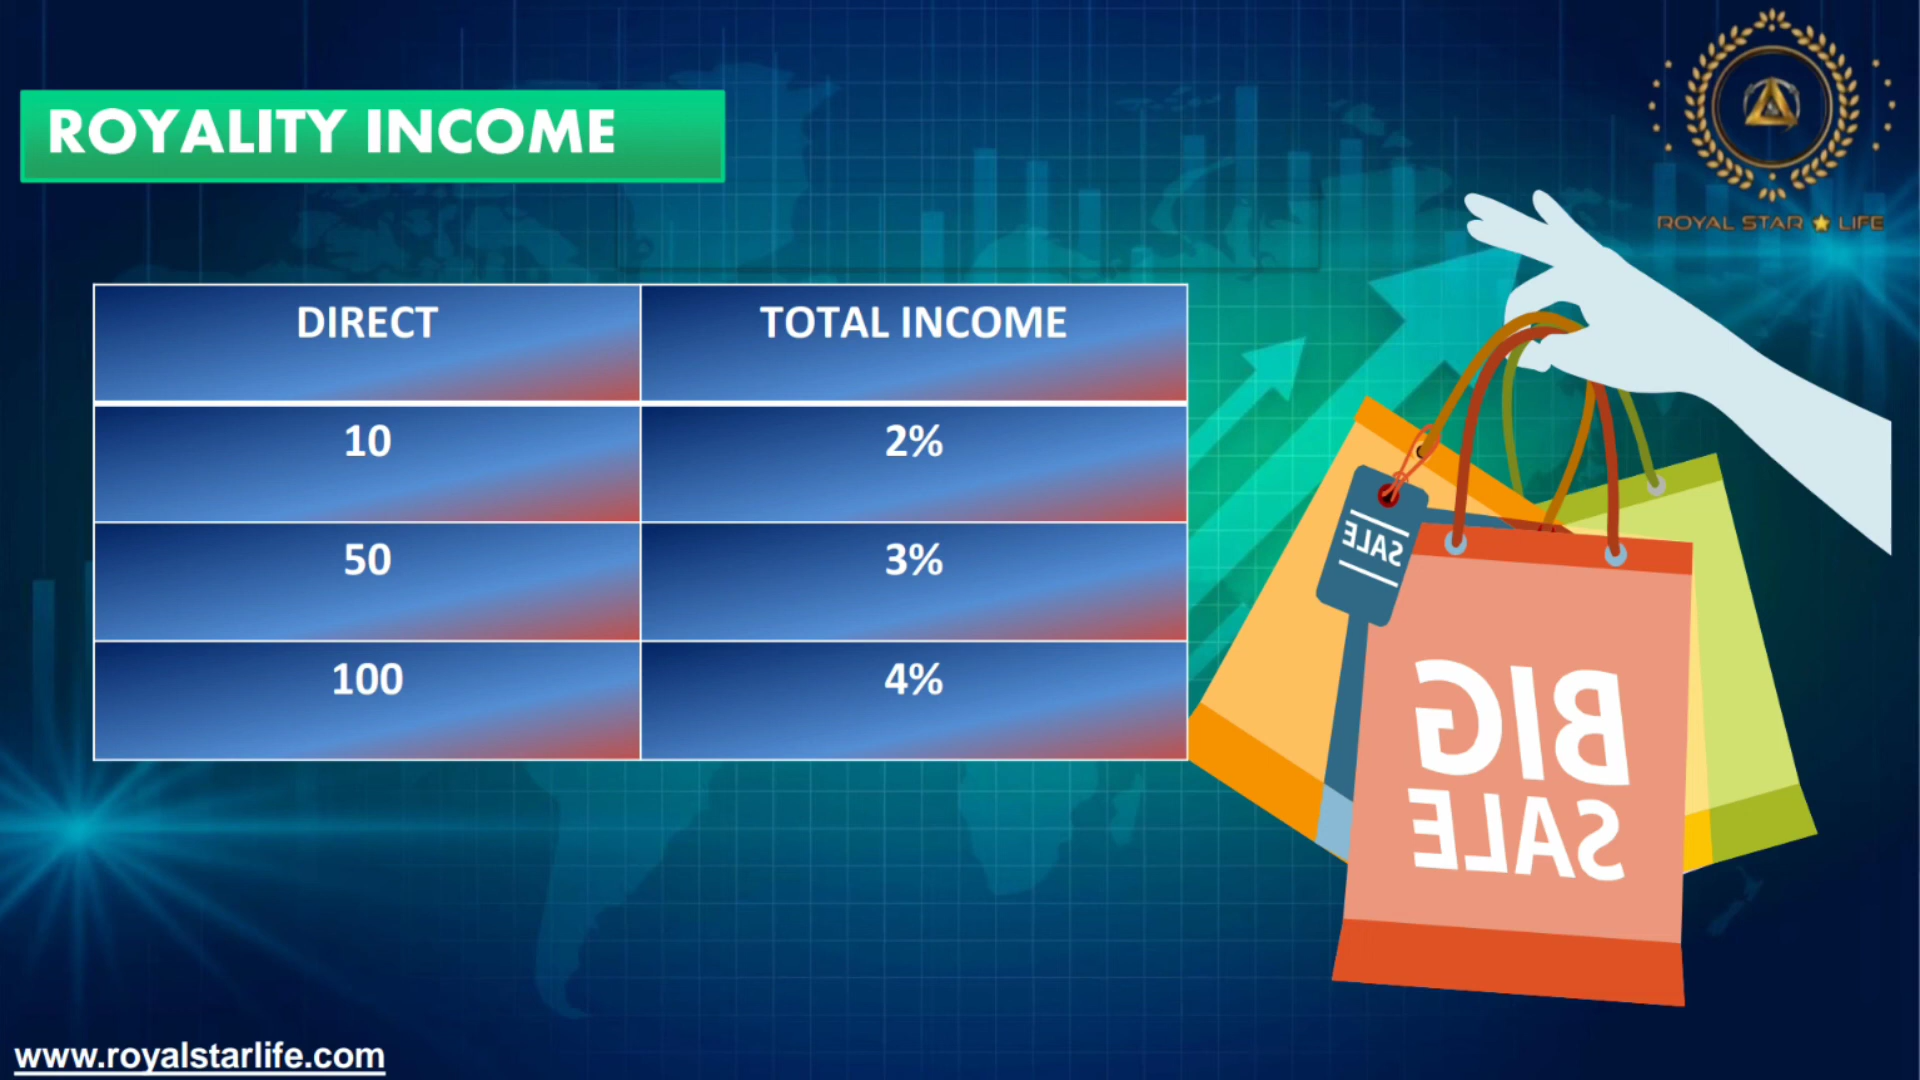 ROYALITY INCOME
ROYAL STAR LIFE
DIRECT TOTAL INCOME
10 2%
50 3%
100 4%
SALE
BIG
SALE
www.royalstarlife.com